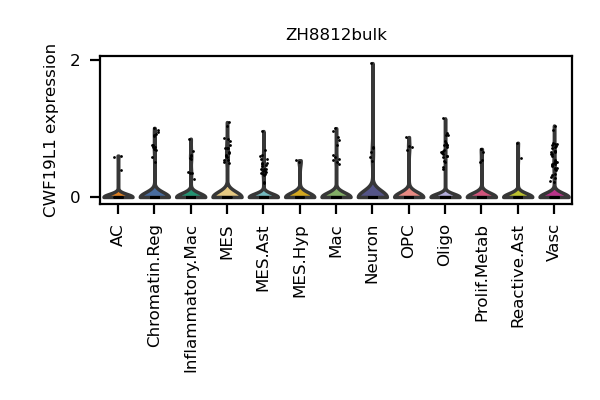 ZH8812bulk
CWF19L1 expression
2
0
AC
Chromatin.Reg
Inflammatory.Mac
MES
MES.Ast
MES.Hyp
Mac
Neuron
OPC
Oligo
Prolif.Metab
Reactive.Ast
Vasc